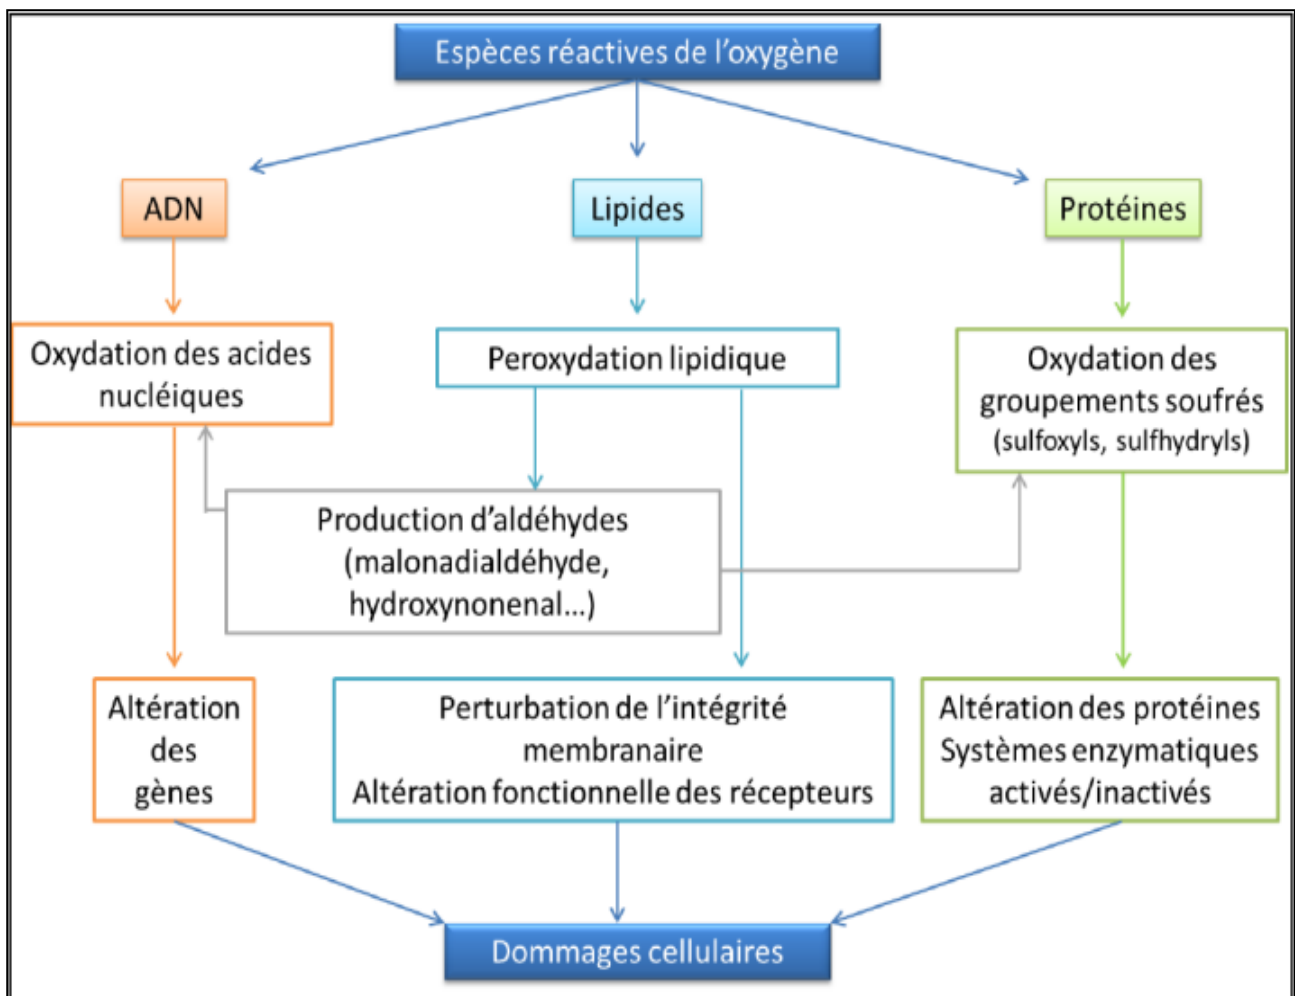 Espèces réactives de l'oxygène
ADN
Lipides
Protéines
Oxydation des acides
nucléiques
Peroxydation lipidique
Oxydation des
groupements soufrés
(sulfoxyls, sulfhydryls)
Production d'aldéhydes
(malonadialdéhyde,
hydroxynonenal...)
Altération
des
gènes
Perturbation de l'intégrité
membranaire
Altération fonctionnelle des récepteurs
Altération des protéines
Systèmes enzymatiques
activés/inactivés
Dommages cellulaires